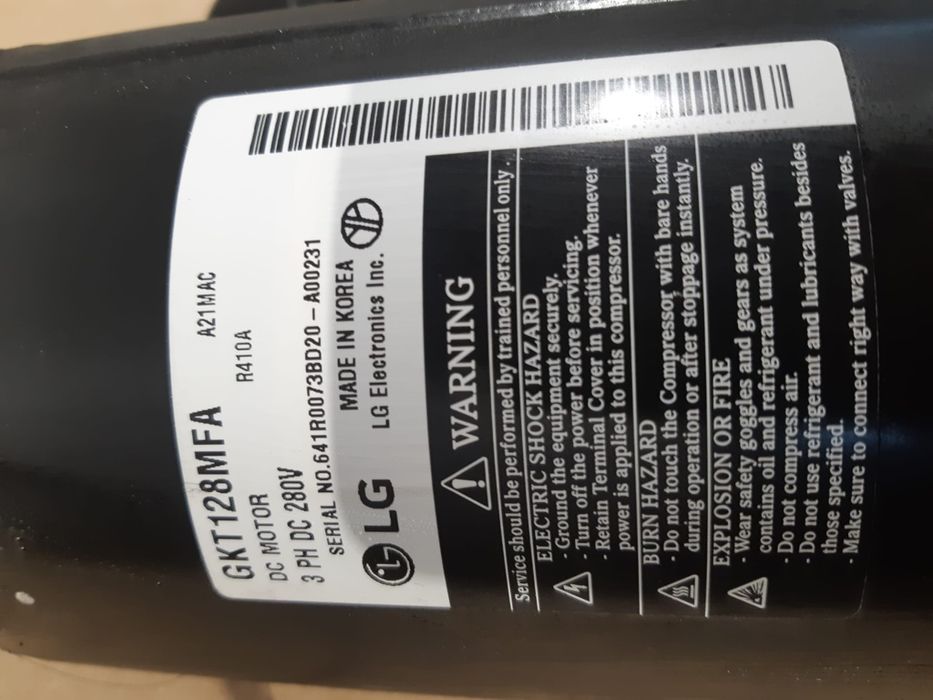 GKT128MFA A21MAC
DC MOTOR R410A
3 PH DC 280V
SERIAL NO.641R0073BD20-A00231
MADE IN KOREA
LG LG Electronics Inc.
WARNING
Service should be performed by trained personnel only.
ELECTRIC SHOCK HAZARD
- Ground the equipment securely.
- Turn off the power before servicing.
- Retain Terminal Cover in position whenever
power is applied to this compressor.
BURN HAZARD
- Do not touch the Compressor with bare hands
during operation or after stoppage instantly.
EXPLOSION OR FIRE
- Wear safety goggles and gears as system
contains oil and refrigerant under pressure.
- Do not compress air.
- Do not use refrigerant and lubricants besides
those specified.
- Make sure to connect right way with valves.